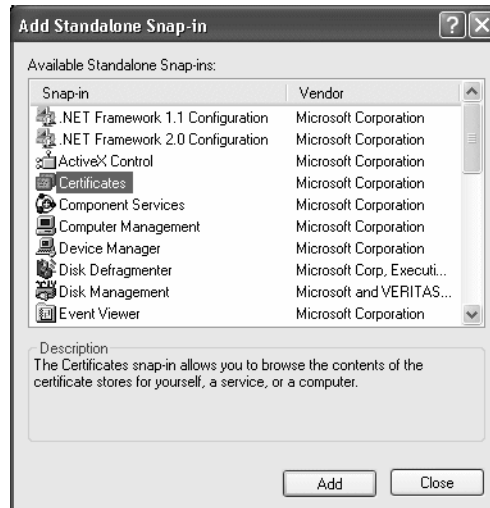 Add Standalone Snap-in
Available Standalone Snap-ins:
Snap-in Vendor
.NET Framework 1.1 Configuration Microsoft Corporation
.NET Framework 2.0 Configuration Microsoft Corporation
ActiveX Control Microsoft Corporation
Certificates Microsoft Corporation
Component Services Microsoft Corporation
Computer Management Microsoft Corporation
Device Manager Microsoft Corporation
Disk Defragmenter Microsoft Corp, Executi...
Disk Management Microsoft and VERITAS...
Event Viewer Microsoft Corporation
Description
The Certificates snap-in allows you to browse the contents of the
certificate stores for yourself, a service, or a computer.
Add Close